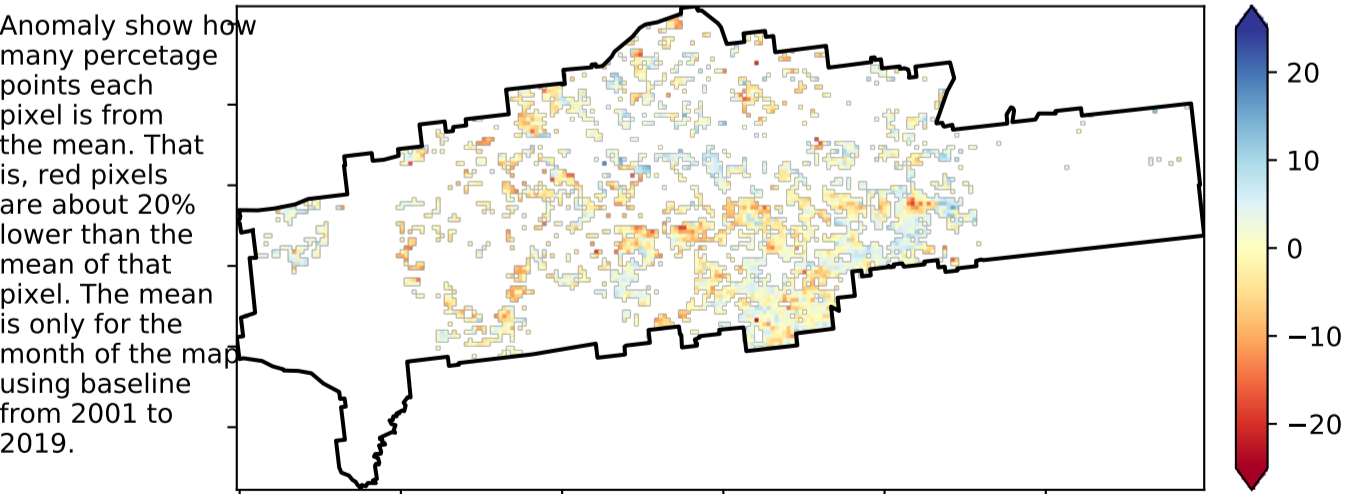 Anomaly show how
many percetage
points each
pixel is from
the mean. That
is, red pixels
are about 20%
lower than the
mean of that
pixel. The mean
is only for the
month of the map
using baseline
from 2001 to
2019.
20
10
0
−10
−20